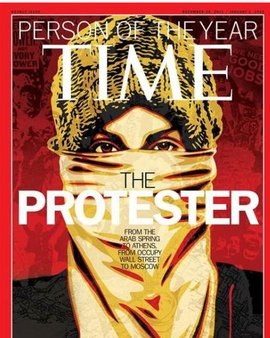 PERSON OF THE YEAR
TIME
THE
PROTESTER
FROM THE
ARAB SPRING
TO ATHENS,
FROM OCCUPY
WALL STREET
TO MOSCOW